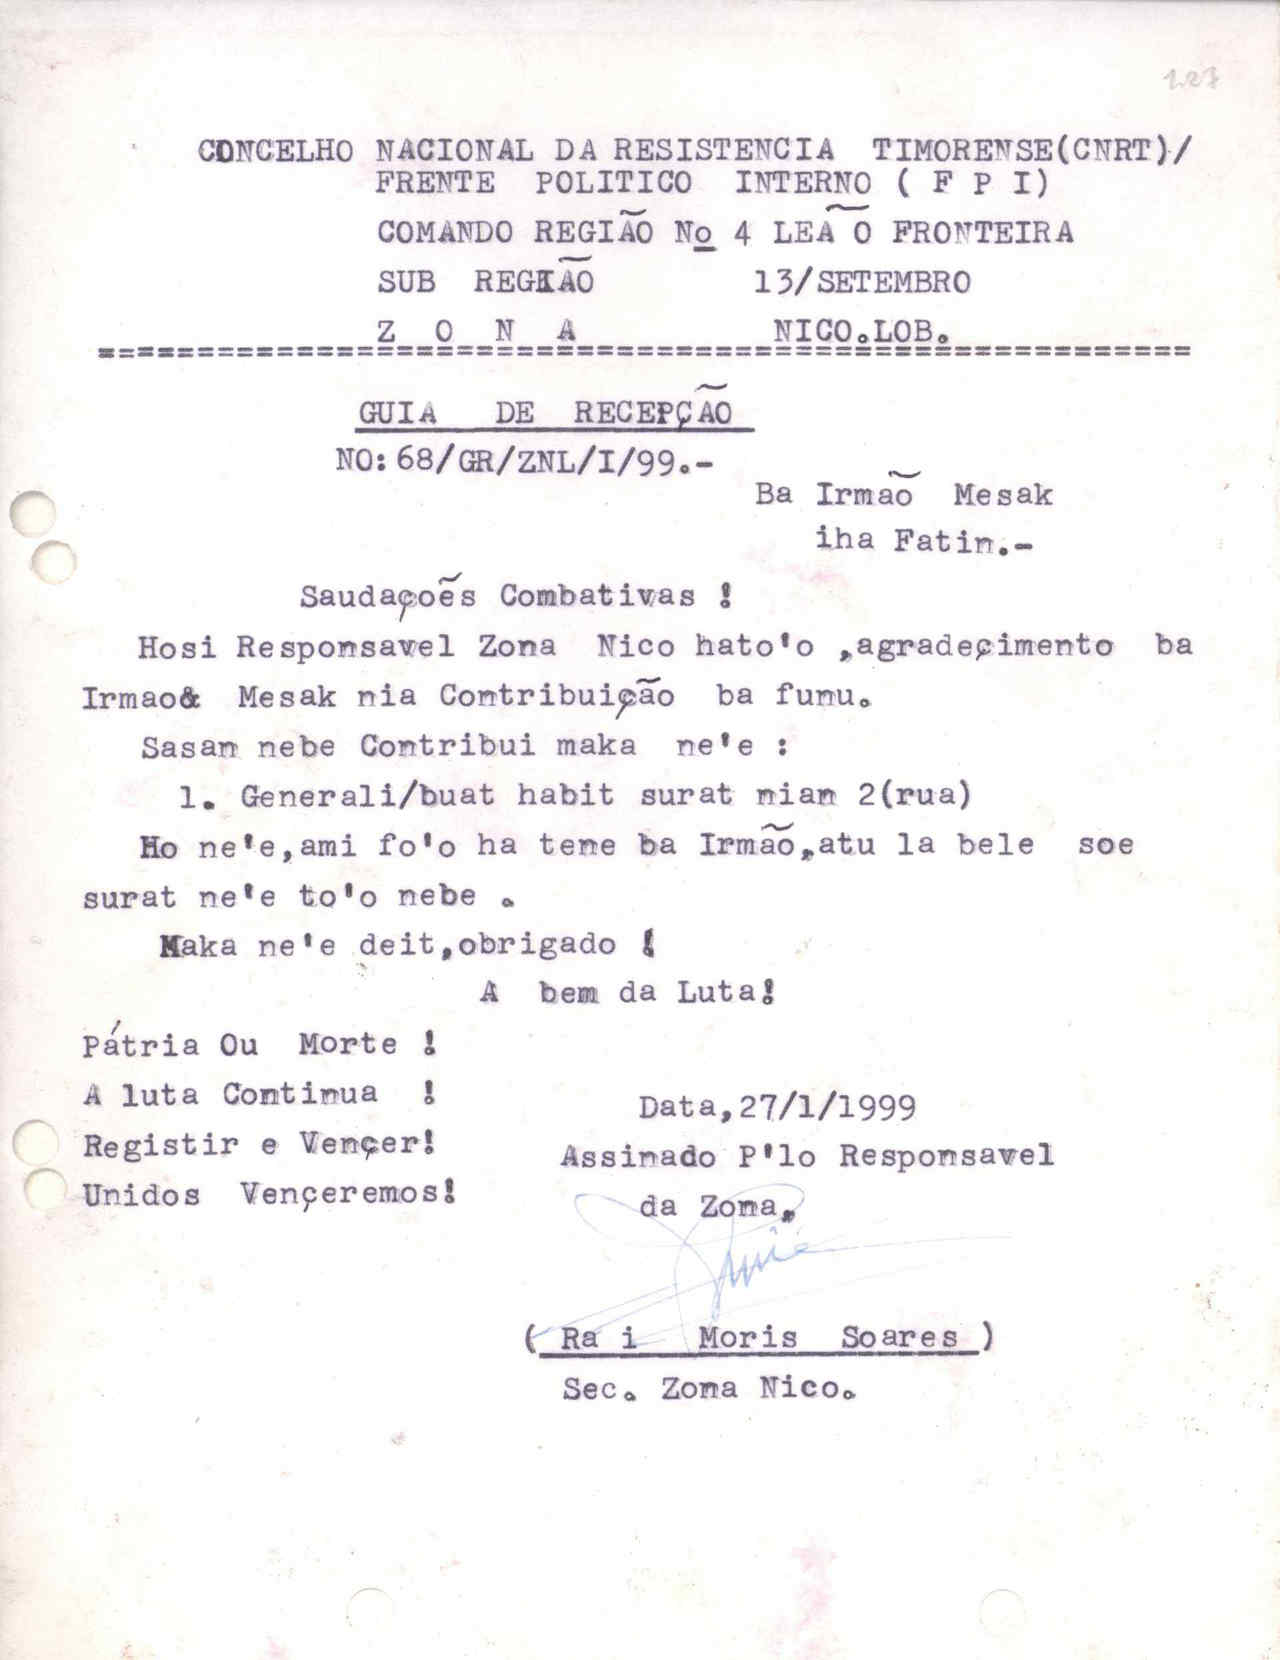 127
CONCELHO NACIONAL DA RESISTENCIA TIMORENSE(CNRT)/
FRENTE POLITICO INTERNO ( F P I)
COMANDO REGIÃO No 4 LEÃO FRONTEIRA
SUB REGIÃO 13/SETEMBRO
Z O N A NICO.LOB.
=======================================================
GUIA DE RECEPÇÃO
NO:68/GR/ZNL/I/99.-
Ba Irmão Mesak
iha Fatin.-
Saudaçoẽs Combativas !
Hosi Responsavel Zona Nico hato'o ,agradeçimento ba
Irmao& Mesak nia Contribuição ba funu.
Sasan nebe Contribui maka ne'e :
1. Generali/buat habit surat nian 2(rua)
Ho ne'e,ami fo'o ha tene ba Irmão,atu la bele soe
surat ne'e to'o nebe .
Maka ne'e deit,obrigado !
A bem da Luta!
Pátria Ou Morte !
A luta Continua !
Registir e Vençer!
Unidos Vençeremos!
Data,27/1/1999
Assinado P'lo Responsavel
da Zona,
( Ra i Moris Soares )
Sec. Zona Nico.